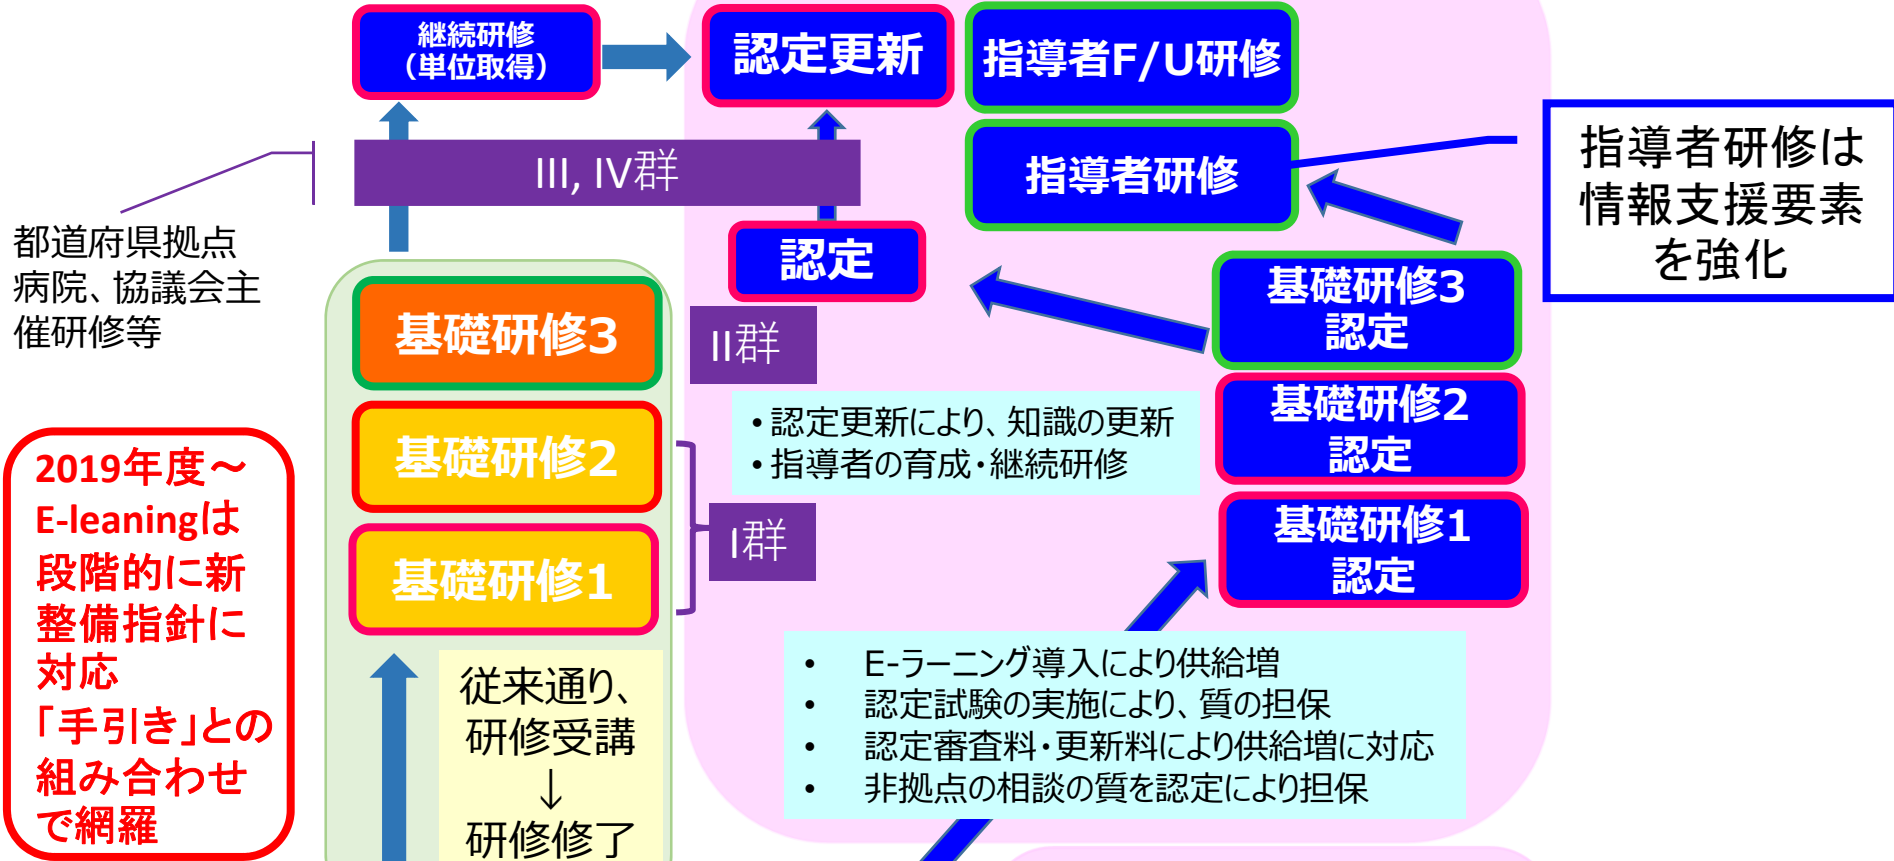 継続研修
（単位取得）
認定更新
指導者F/U研修
III, IV群
指導者研修
指導者研修は
情報支援要素
を強化
都道府県拠点
病院、協議会主
催研修等
認定
基礎研修3
認定
基礎研修3
II群
基礎研修2
認定
・認定更新により、知識の更新
・指導者の育成・継続研修
基礎研修2
I群
基礎研修1
認定
基礎研修1
2019年度～
E-leaningは
段階的に新
整備指針に
対応
「手引き」との
組み合わせ
で網羅
従来通り、
研修受講
↓
研修修了
• E-ラーニング導入により供給増
• 認定試験の実施により、質の担保
• 認定審査料・更新料により供給増に対応
• 非拠点の相談の質を認定により担保